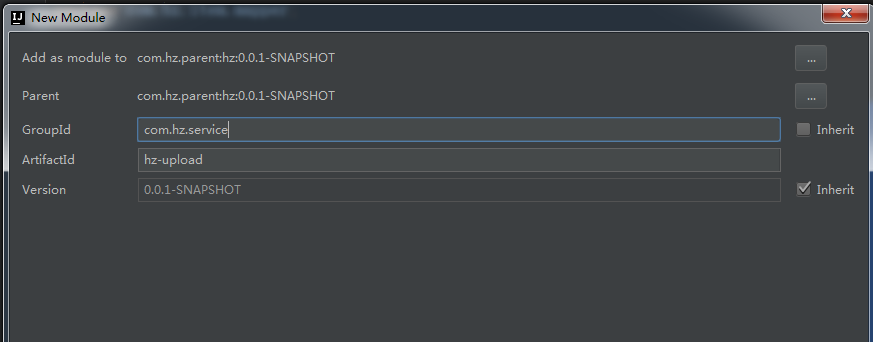 New Module
Add as module to com.hz.parent:hz:0.0.1-SNAPSHOT ...
Parent com.hz.parent:hz:0.0.1-SNAPSHOT ...
GroupId com.hz.service Inherit
ArtifactId hz-upload
Version 0.0.1-SNAPSHOT Inherit